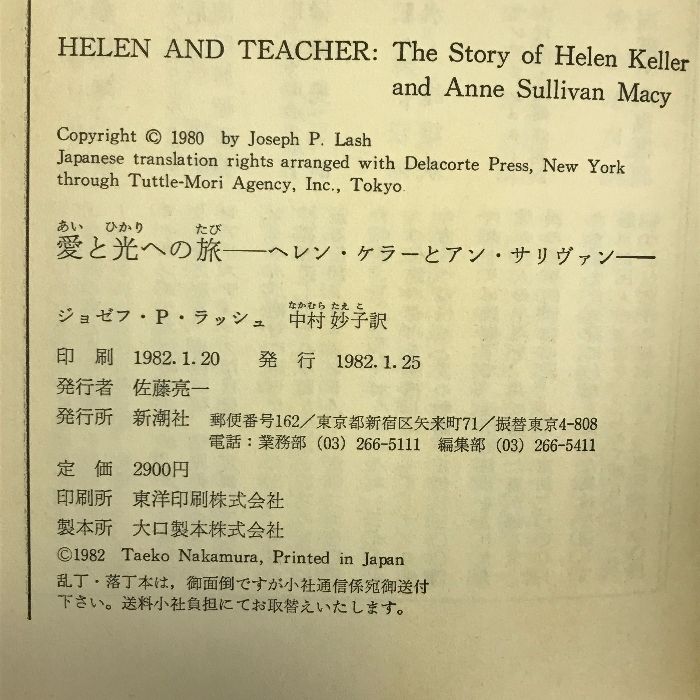 HELEN AND TEACHER: The Story of Helen Keller
and Anne Sullivan Macy
Copyright © 1980 by Joseph P. Lash
Japanese translation rights arranged with Delacorte Press, New York
through Tuttle-Mori Agency, Inc., Tokyo
あい ひかり たび
愛と光への旅――ヘレン・ケラーとアン・サリヴァン――
なかむら たえ こ
ジョゼフ・P・ラッシュ 中村妙子訳
印 刷 1982.1.20 発 行 1982.1.25
発行者 佐藤亮一
発行所 新潮社 郵便番号162/東京都新宿区矢来町71/振替東京4-808
電話:業務部 (03) 266-5111 編集部 (03) 266-5411
定 価 2900円
印刷所 東洋印刷株式会社
製本所 大口製本株式会社
©1982 Taeko Nakamura, Printed in Japan
乱丁・落丁本は,御面倒ですが小社通信係宛御送付
下さい。送料小社負担にてお取替えいたします。